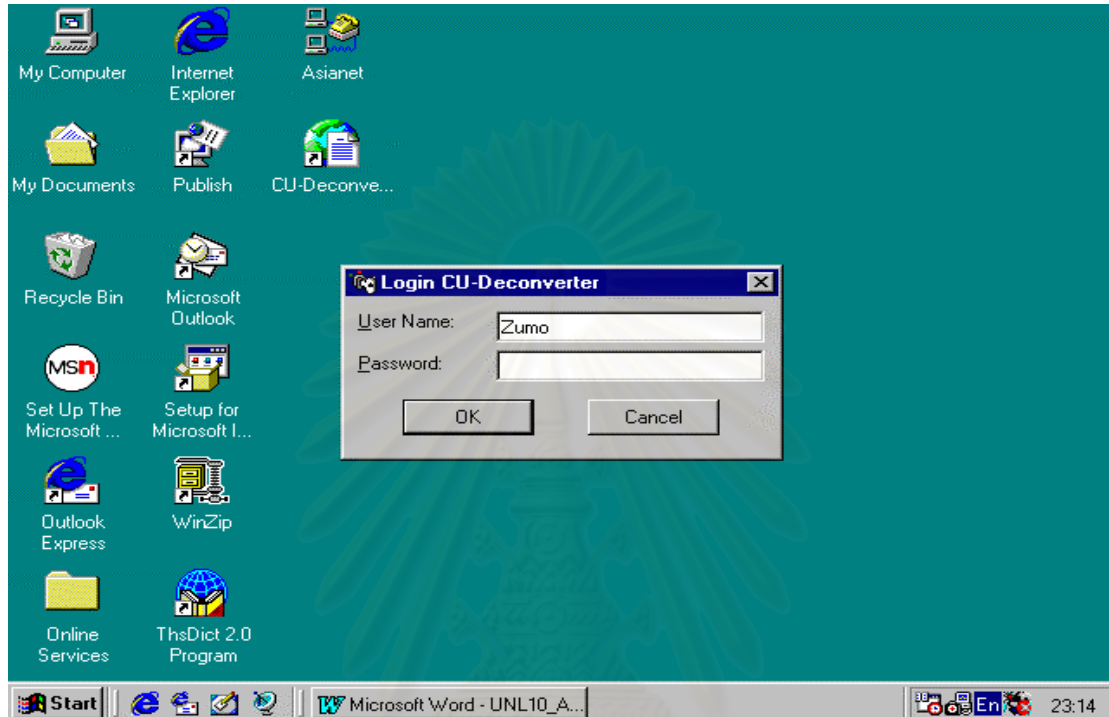 My Computer
Internet
Explorer
Asianet
My Documents
Publish
CU-Deconve...
Recycle Bin
Microsoft
Outlook
MSn
Set Up The
Microsoft ...
Setup for
Microsoft I...
Outlook
Express
WinZip
Online
Services
ThsDict 2.0
Program
Login CU-Deconverter
User Name:
Zumo
Password:
OK
Cancel
Start
Microsoft Word - UNL10_A...
En
23:14